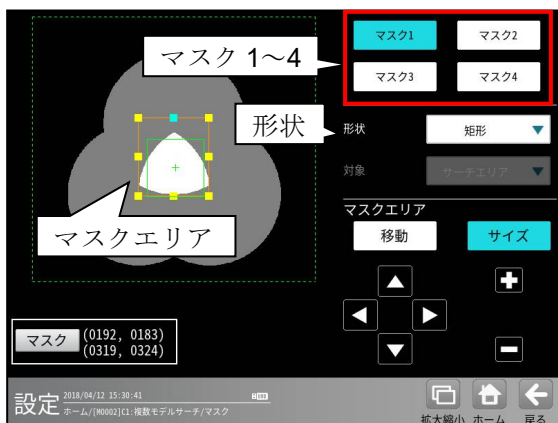 マスク1
マスク2
マスク 1～4
マスク3
マスク4
形状
形状
矩形
対象
サーチエリア
マスクエリア
マスクエリア
移動
サイズ
マスク
(0192, 0183)
(0319, 0324)
設定
2018/04/12 15:30:41
ホーム/[M0002]C1:複数モデルサーチ/マスク
拡大縮小
ホーム
戻る